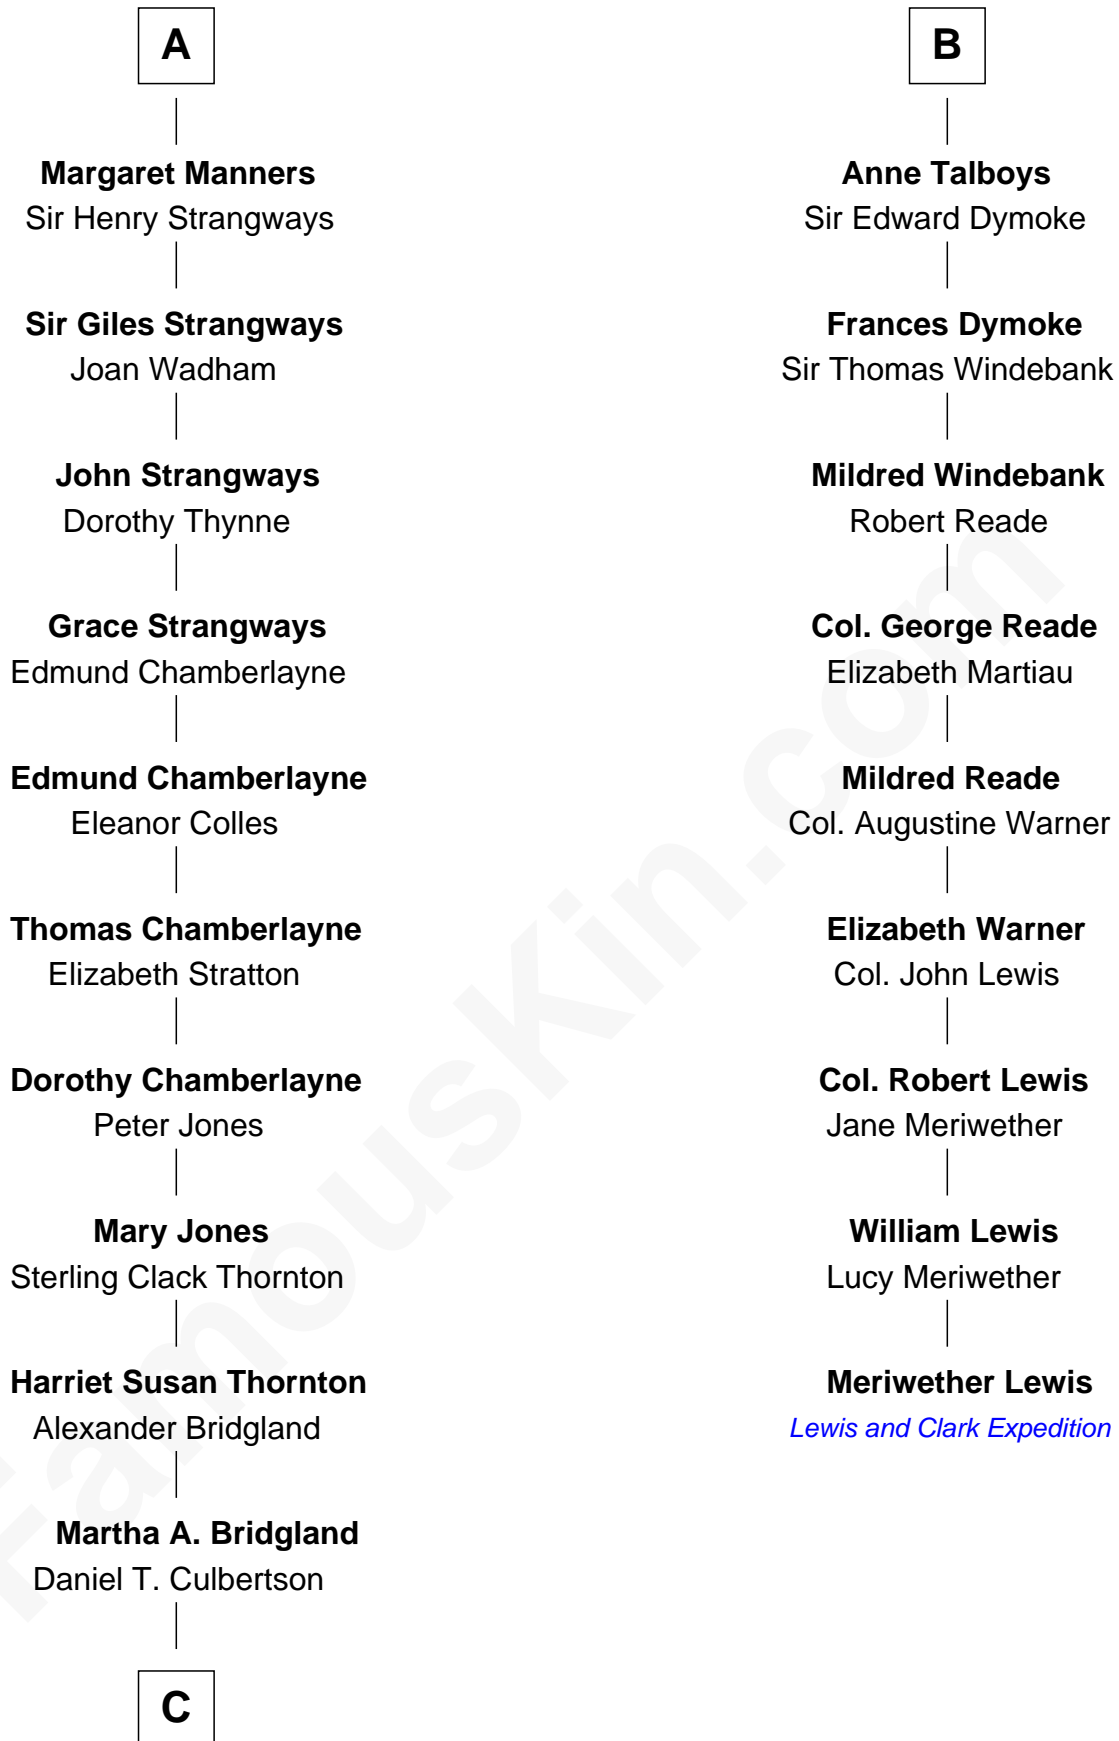 A
Margaret Manners
Sir Henry Strangways
Sir Giles Strangways
Joan Wadham
John Strangways
Dorothy Thynne
Grace Strangways
Edmund Chamberlayne
Edmund Chamberlayne
Eleanor Colles
Thomas Chamberlayne
Elizabeth Stratton
Dorothy Chamberlayne
Peter Jones
Mary Jones
Sterling Clack Thornton
Harriet Susan Thornton
Alexander Bridgland
Martha A. Bridgland
Daniel T. Culbertson
C
B
Anne Talboys
Sir Edward Dymoke
Frances Dymoke
Sir Thomas Windebank
Mildred Windebank
Robert Reade
Col. George Reade
Elizabeth Martiau
Mildred Reade
Col. Augustine Warner
Elizabeth Warner
Col. John Lewis
Col. Robert Lewis
Jane Meriwether
William Lewis
Lucy Meriwether
Meriwether Lewis
Lewis and Clark Expedition
FamousKin.com